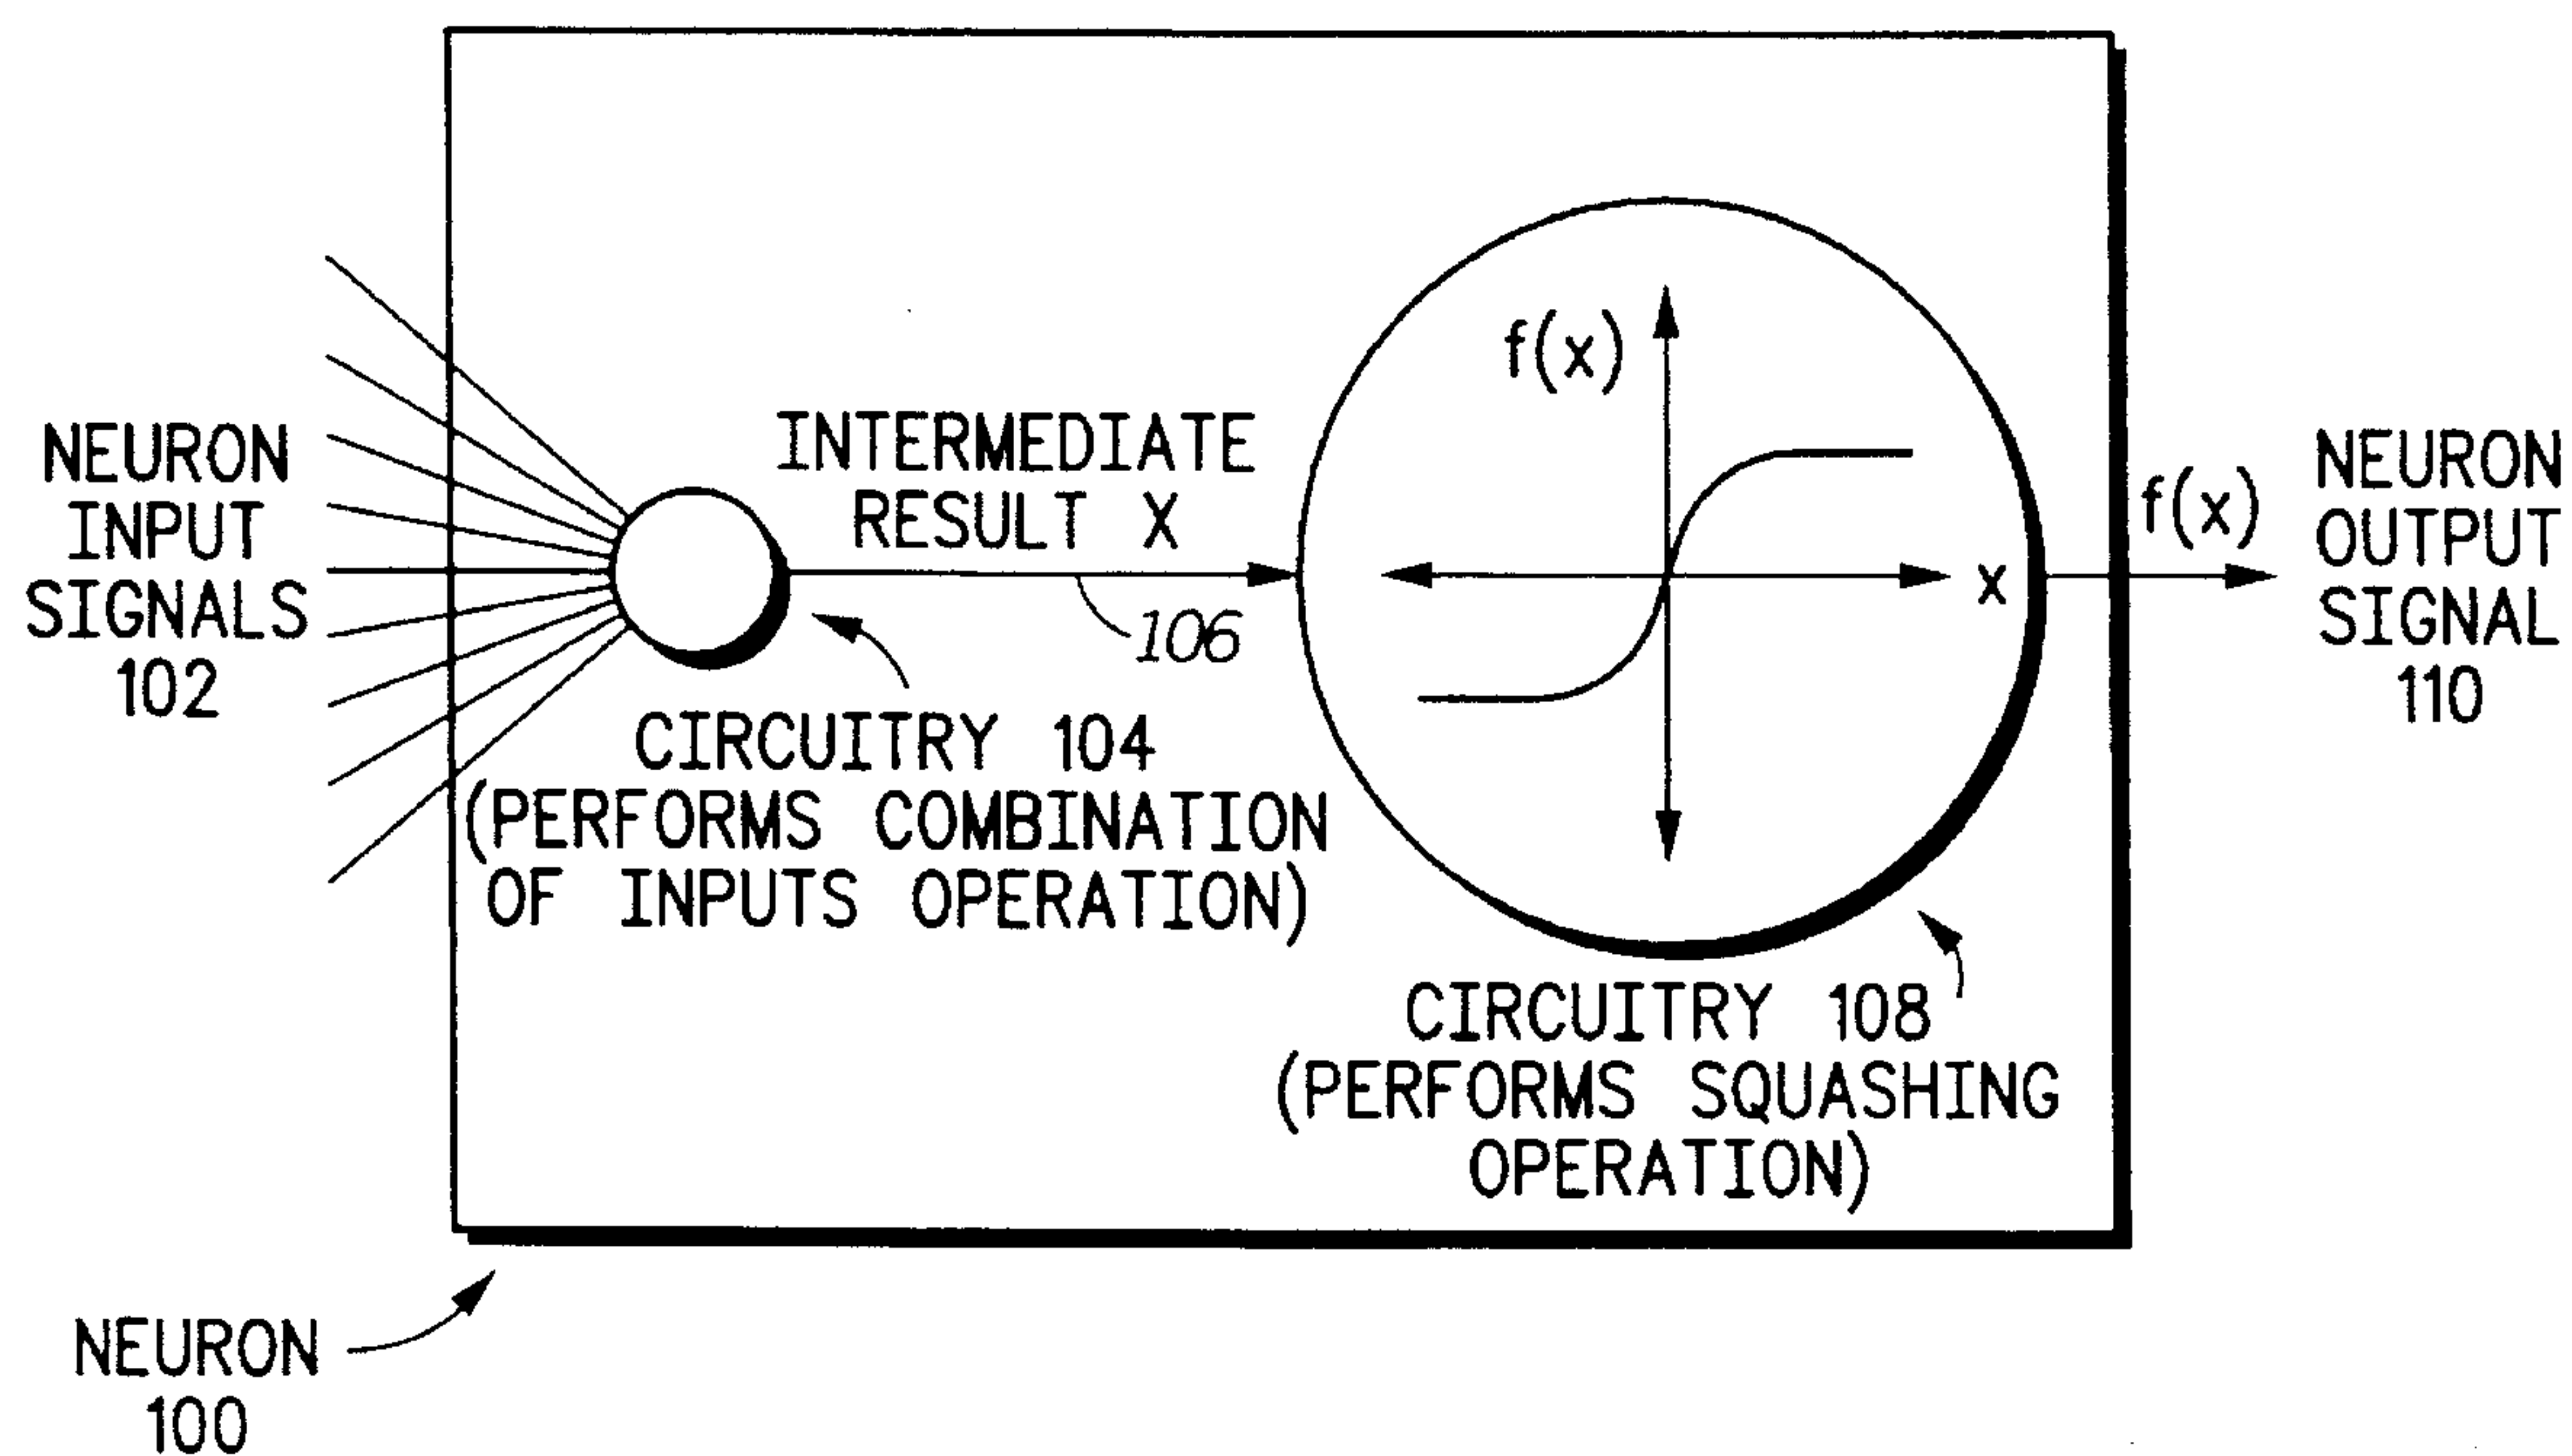 NEURON
INPUT
SIGNALS
102
INTERMEDIATE
RESULT X
106
CIRCUITRY 104
(PERFORMS COMBINATION
OF INPUTS OPERATION)
f(x)
x
CIRCUITRY 108
(PERFORMS SQUASHING
OPERATION)
f(x)
NEURON
OUTPUT
SIGNAL
110
NEURON
100